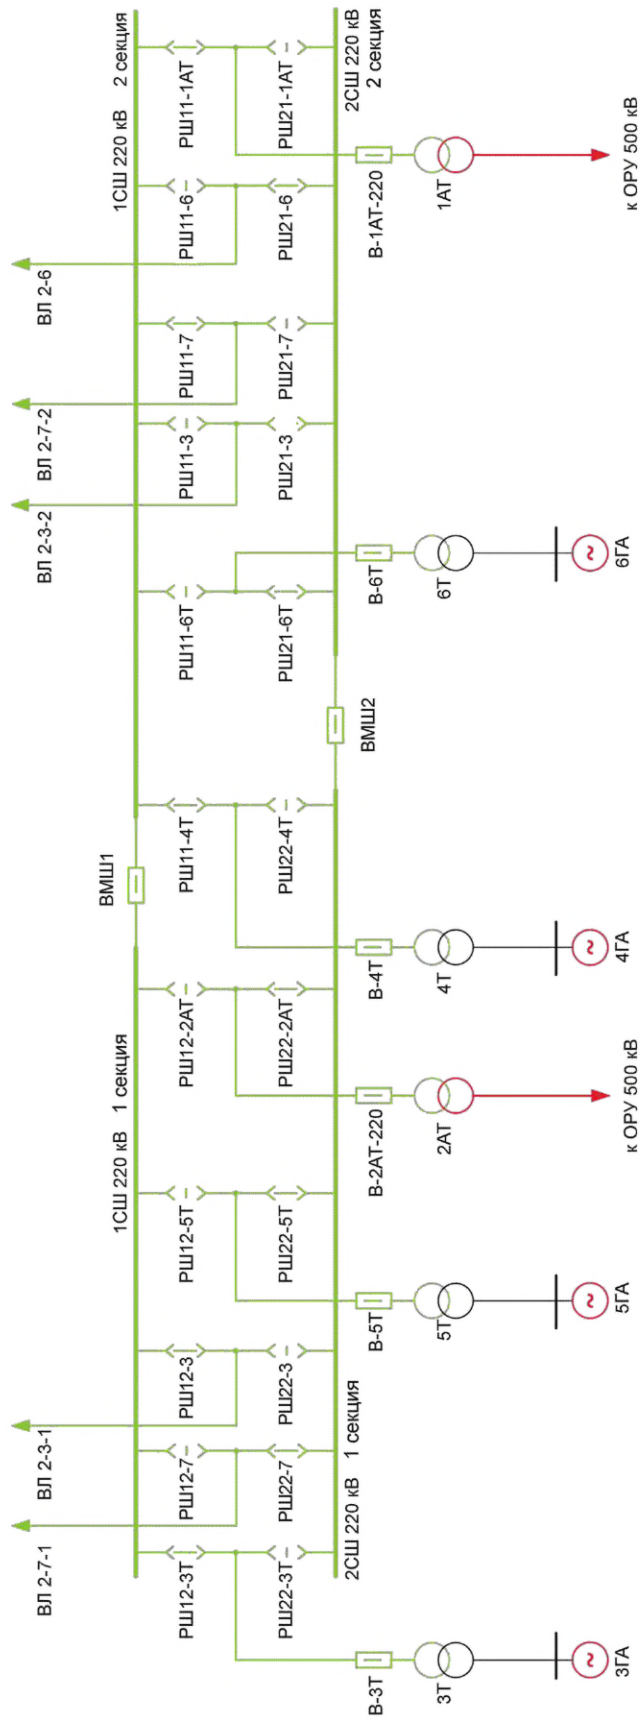 ВЛ 2-7-1
ВЛ 2-3-1
ВЛ 2-3-2
ВЛ 2-7-2
ВЛ 2-6
1СШ 220 кВ
1 секция
ВМШ1
1СШ 220 кВ
2 секция
РШ12-3Т
РШ12-7
РШ12-3
РШ12-5Т
РШ12-2АТ
РШ11-4Т
РШ11-6Т
РШ11-3
РШ11-7
РШ11-6
РШ11-1АТ
РШ22-3Т
РШ22-7
РШ22-3
РШ22-5Т
РШ22-2АТ
РШ22-4Т
РШ21-6Т
РШ21-3
РШ21-7
РШ21-6
РШ21-1АТ
2СШ 220 кВ
1 секция
ВМШ2
2СШ 220 кВ
2 секция
В-3Т
В-5Т
В-2АТ-220
В-4Т
В-6Т
В-1АТ-220
3Т
5Т
2АТ
4Т
6Т
1АТ
~
~
~
~
3ГА
5ГА
к ОРУ 500 кВ
4ГА
6ГА
к ОРУ 500 кВ